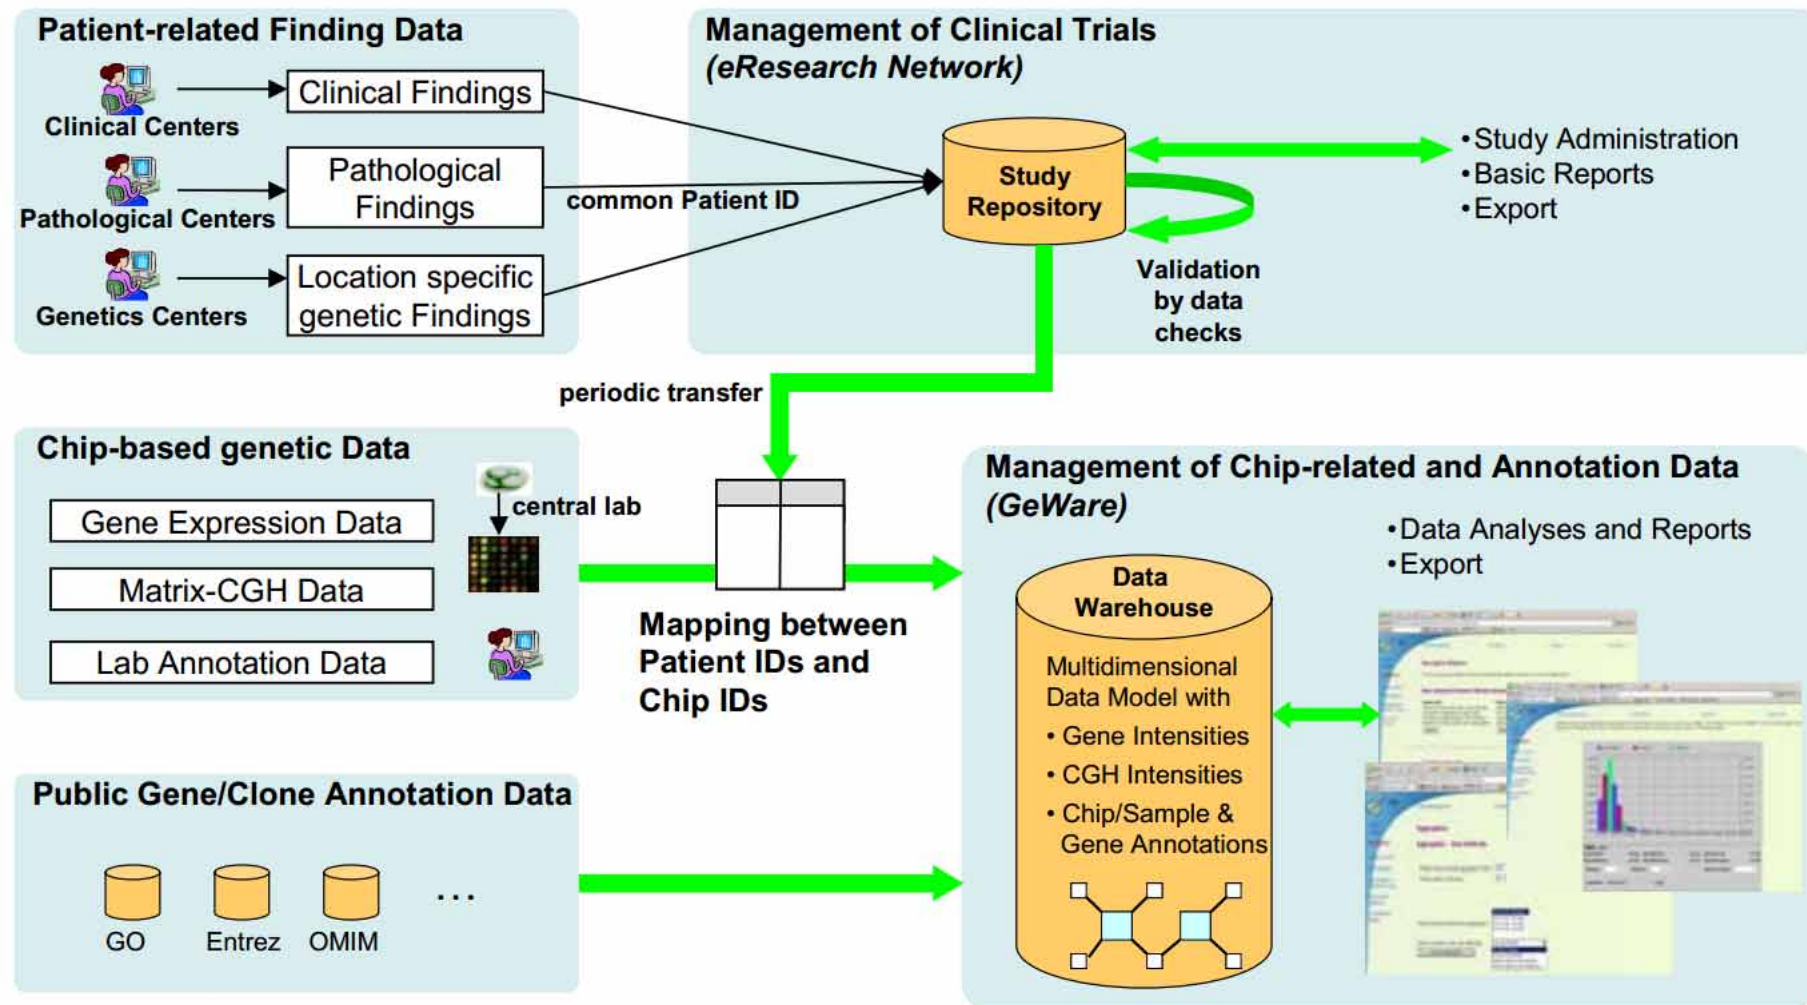 Patient-related Finding Data
Clinical Centers
Clinical Findings
Pathological Centers
Pathological
Findings
Genetics Centers
Location specific
genetic Findings
common Patient ID
Management of Clinical Trials
(eResearch Network)
Study
Repository
•Study Administration
•Basic Reports
•Export
Validation
by data
checks
periodic transfer
Chip-based genetic Data
Gene Expression Data
Matrix-CGH Data
Lab Annotation Data
central lab
Mapping between
Patient IDs and
Chip IDs
Public Gene/Clone Annotation Data
GO
Entrez
OMIM
...
Management of Chip-related and Annotation Data
(GeWare)
•Data Analyses and Reports
•Export
Data
Warehouse
Multidimensional
Data Model with
• Gene Intensities
• CGH Intensities
• Chip/Sample &
Gene Annotations